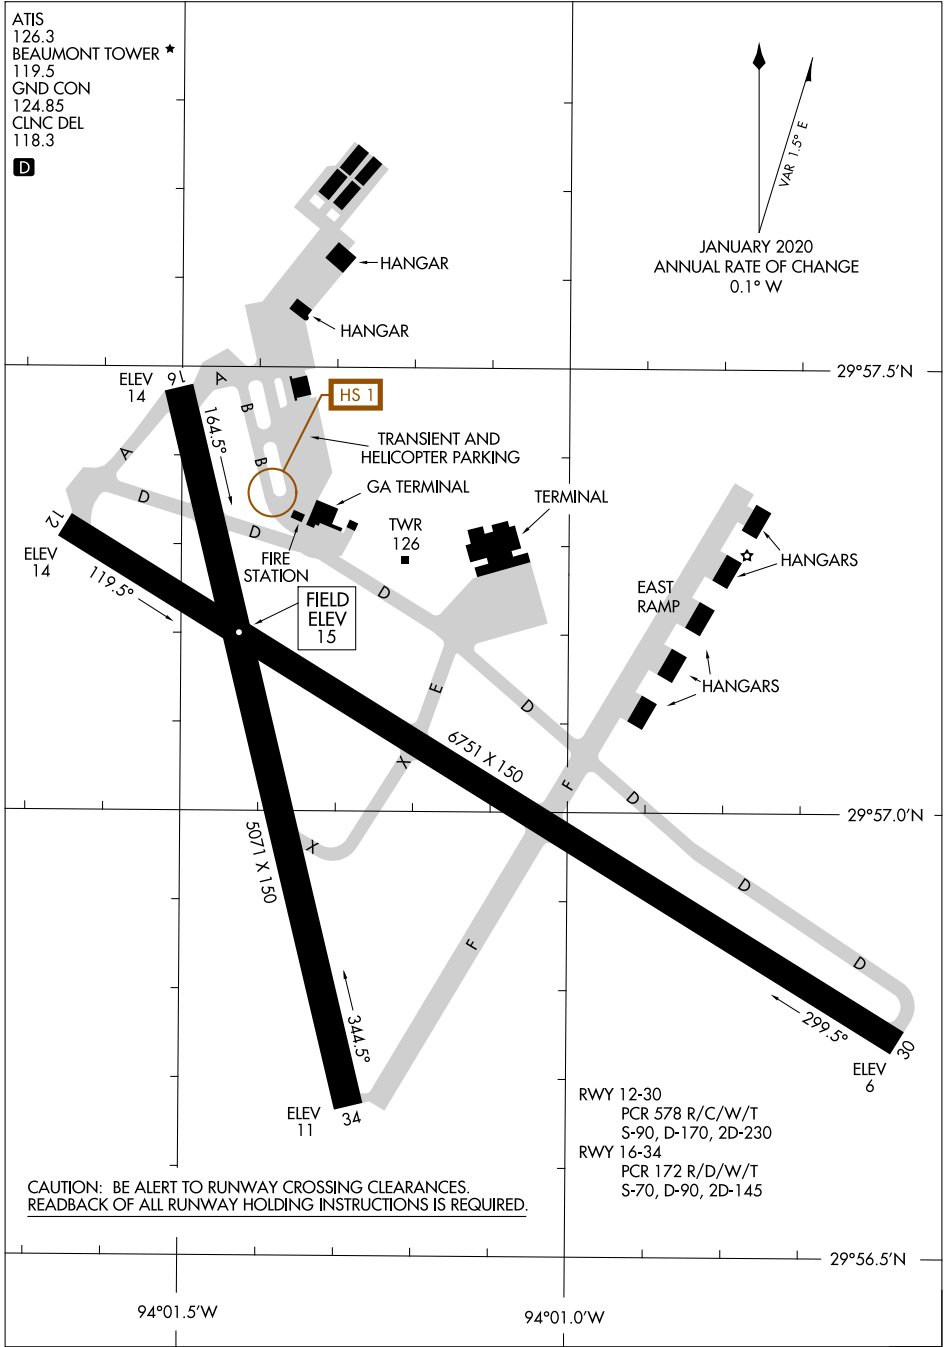 ATIS
126.3
BEAUMONT TOWER ★
119.5
GND CON
124.85
CLNC DEL
118.3
D
VAR 1.5° E
JANUARY 2020
ANNUAL RATE OF CHANGE
0.1° W
HANGAR
HANGAR
29°57.5'N
ELEV
14
16
A
B
HS 1
164.5°
TRANSIENT AND
HELICOPTER PARKING
A
B
GA TERMINAL
D
TERMINAL
12
TWR
126
D
ELEV
14
FIRE
STATION
HANGARS
119.5°
D
EAST
RAMP
FIELD
ELEV
15
HANGARS
E
D
6751 X 150
X
F
D
29°57.0'N
5071 X 150
X
D
F
D
344.5°
299.5°
30
ELEV
6
ELEV
11
34
RWY 12-30
PCR 578 R/C/W/T
S-90, D-170, 2D-230
RWY 16-34
PCR 172 R/D/W/T
S-70, D-90, 2D-145
CAUTION: BE ALERT TO RUNWAY CROSSING CLEARANCES.
READBACK OF ALL RUNWAY HOLDING INSTRUCTIONS IS REQUIRED.
29°56.5'N
94°01.5'W
94°01.0'W